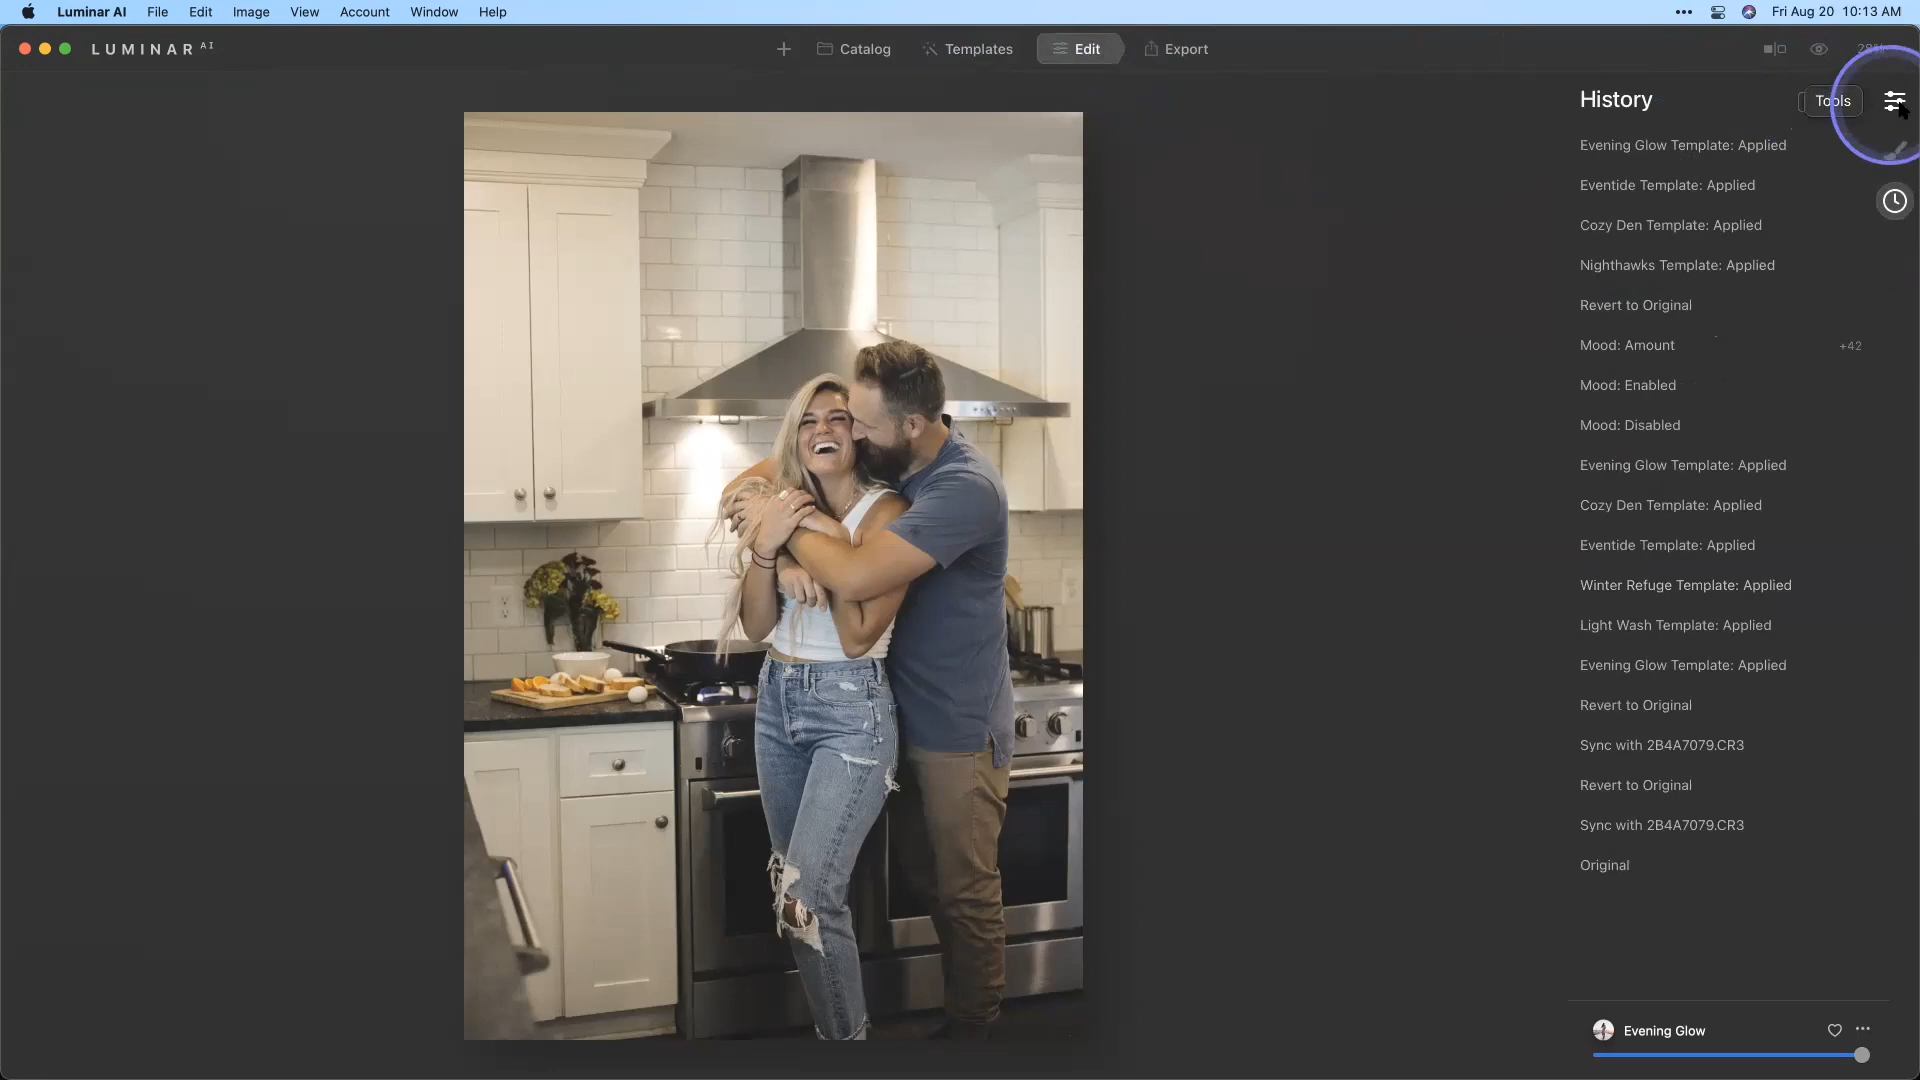 Luminar AI File Edit Image View Account Window Help
Fri Aug 20 10:13 AM
LUMINAR AI
Catalog Templates Edit Export
History
Tools
Evening Glow Template: Applied
Eventide Template: Applied
Cozy Den Template: Applied
Nighthawks Template: Applied
Revert to Original
Mood: Amount +42
Mood: Enabled
Mood: Disabled
Evening Glow Template: Applied
Cozy Den Template: Applied
Eventide Template: Applied
Winter Refuge Template: Applied
Light Wash Template: Applied
Evening Glow Template: Applied
Revert to Original
Sync with 2B4A7079.CR3
Revert to Original
Sync with 2B4A7079.CR3
Original
Evening Glow